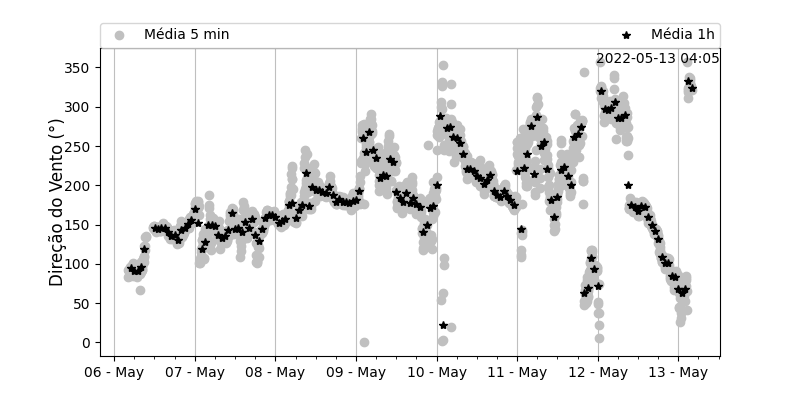 Média 5 min
Média 1h
2022-05-13 04:05
Direção do Vento (°)
350
300
250
200
150
100
50
0
06 - May
07 - May
08 - May
09 - May
10 - May
11 - May
12 - May
13 - May